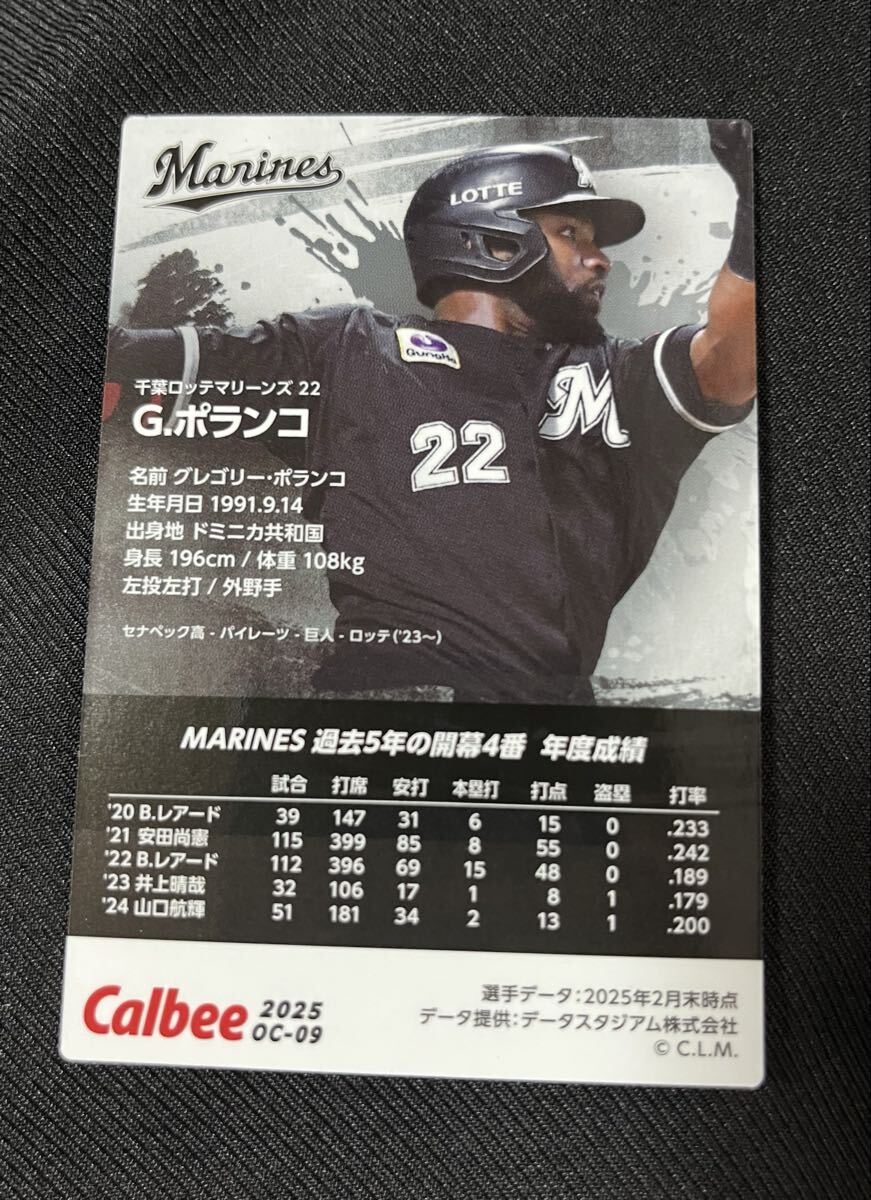 Marines
LOTTE
GungHo
千葉ロッテマリーンズ 22
G.ポランコ
22
M
名前 グレゴリー・ポランコ
生年月日 1991.9.14
出身地 ドミニカ共和国
身長 196cm / 体重 108kg
左投左打 / 外野手
セナペック高 - パイレーツ - 巨人 - ロッテ('23〜)
MARINES 過去5年の開幕4番 年度成績
試合 打席 安打 本塁打 打点 盗塁 打率
'20 B.レアード 39 147 31 6 15 0 .233
'21 安田尚憲 115 399 85 8 55 0 .242
'22 B.レアード 112 396 69 15 48 0 .189
'23 井上晴哉 32 106 17 1 8 1 .179
'24 山口航輝 51 181 34 2 13 1 .200
Calbee 2025
OC-09
選手データ:2025年2月末時点
データ提供:データスタジアム株式会社
© C.L.M.